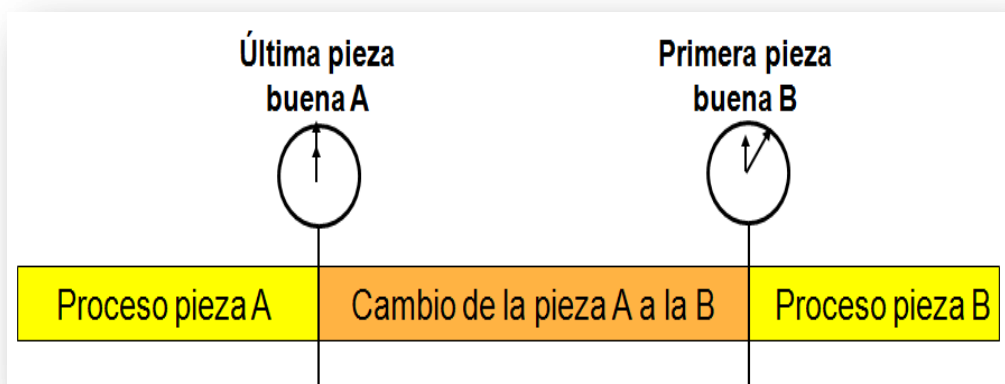 Última pieza
buena A
Primera pieza
buena B
Proceso pieza A
Cambio de la pieza A a la B
Proceso pieza B